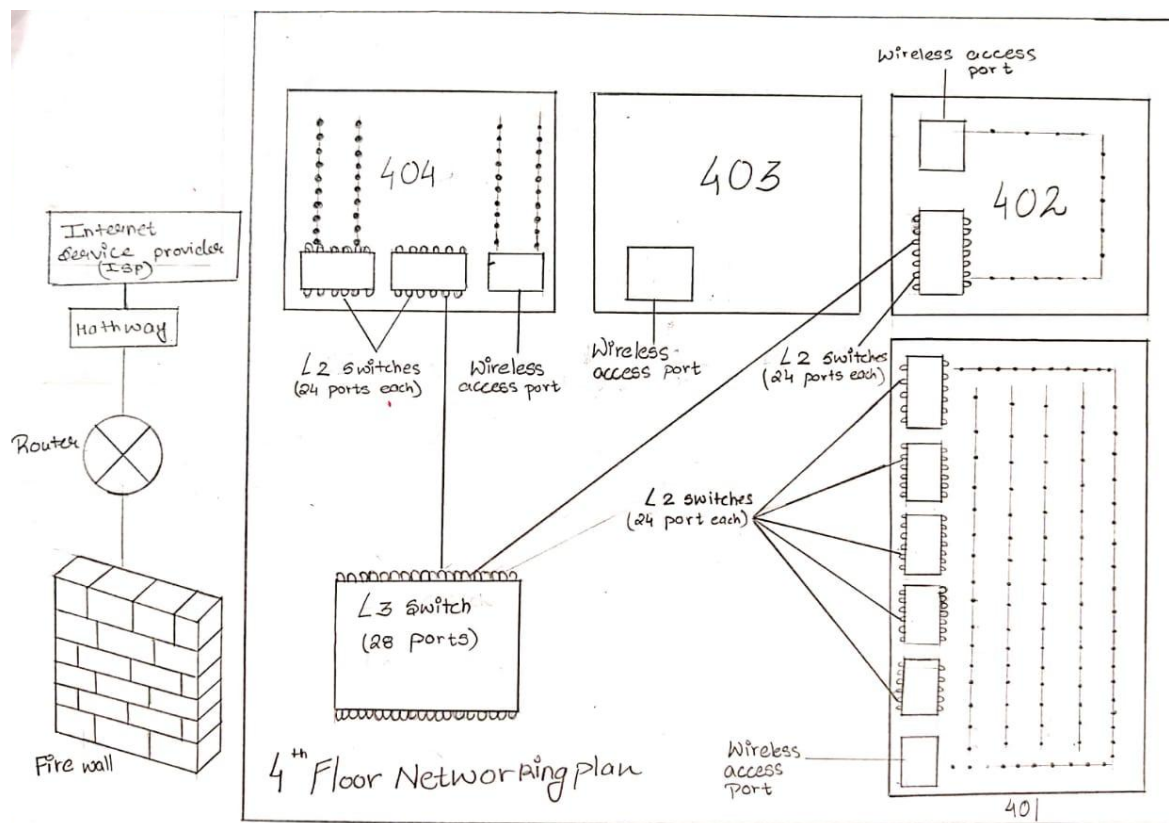 Wireless access
port
404
403
402
Internet
Service provider
(ISP)
Hathway
L2 switches
(24 ports each)
Wireless
access port
Wireless
access port
L2 switches
(24 ports each)
Router
L2 switches
(24 port each)
L3 switch
(28 ports)
Fire wall
4th Floor Networking plan
Wireless
access
port
401